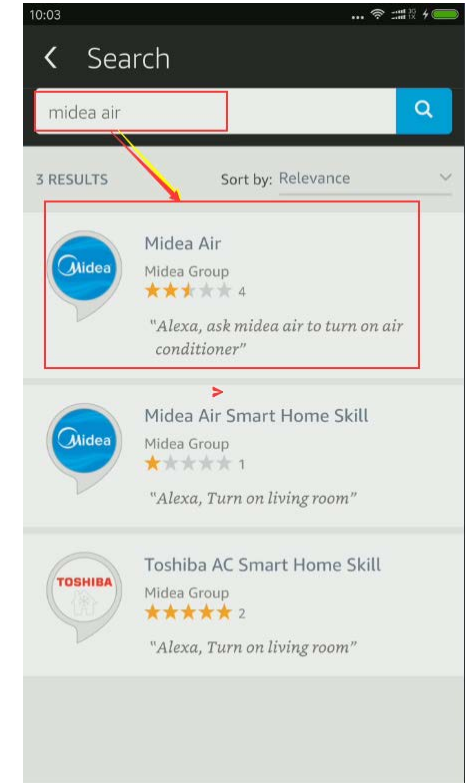 10:03
... 3G 1X
Search
midea air
3 RESULTS Sort by: Relevance
Midea
Midea Air
Midea Group
4
"Alexa, ask midea air to turn on air
conditioner"
>
Midea
Midea Air Smart Home Skill
Midea Group
1
"Alexa, Turn on living room"
TOSHIBA
Toshiba AC Smart Home Skill
Midea Group
2
"Alexa, Turn on living room"